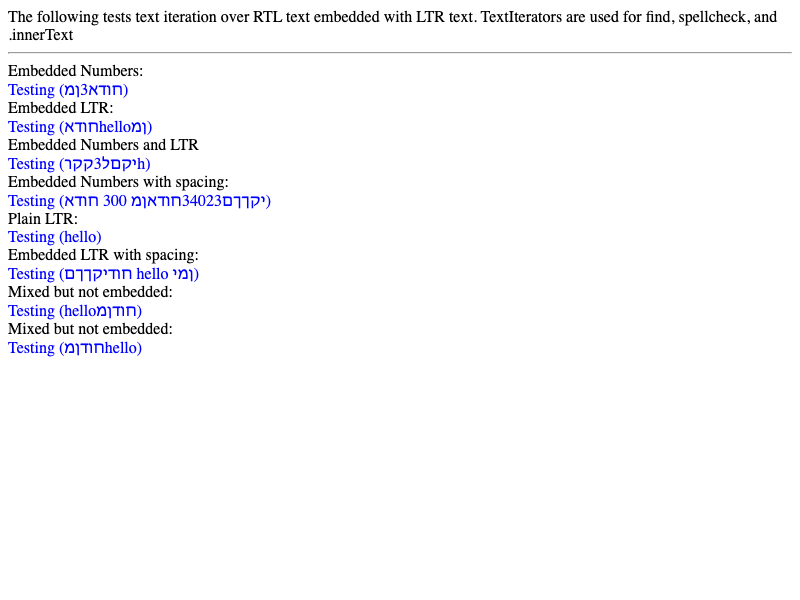 The following tests text iteration over RTL text embedded with LTR text. TextIterators are used for find, spellcheck, and
.innerText
Embedded Numbers:
Testing (חודא3ןמ)
Embedded LTR:
Testing (חודאhelloןמ)
Embedded Numbers and LTR
Testing (יקםל3קקרh)
Embedded Numbers with spacing:
Testing (יקךךם34023חודאןמ 300 חודא)
Plain LTR:
Testing (hello)
Embedded LTR with spacing:
Testing (חודיקךךם hello ןמי)
Mixed but not embedded:
Testing (helloחודןמ)
Mixed but not embedded:
Testing (חודןמhello)